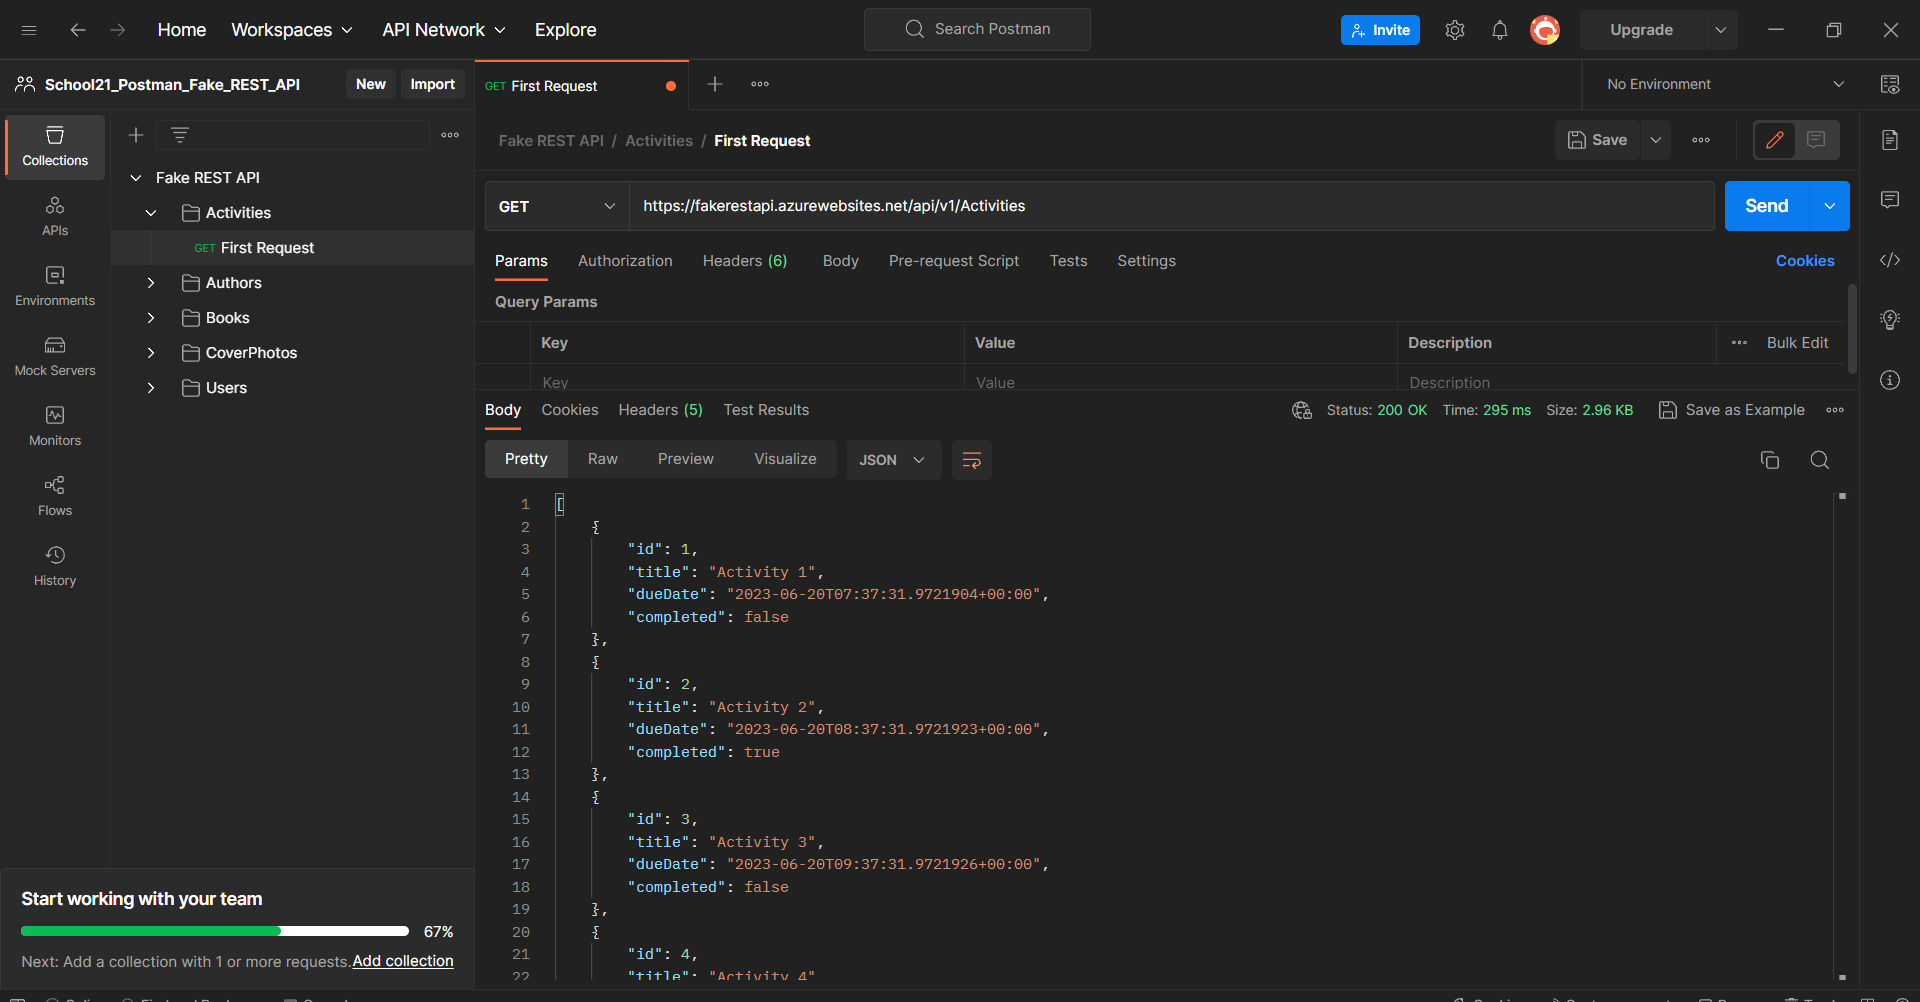 Home Workspaces API Network Explore Search Postman Invite Upgrade
School21_Postman_Fake_REST_API New Import GET First Request No Environment
Fake REST API / Activities / First Request Save
Collections
APIs
Environments
Mock Servers
Monitors
Flows
History
Fake REST API
Activities
GET First Request
Authors
Books
CoverPhotos
Users
GET https://fakerestapi.azurewebsites.net/api/v1/Activities Send
Params Authorization Headers (6) Body Pre-request Script Tests Settings Cookies
Query Params
Key Value Description Bulk Edit
Key Value Description
Body Cookies Headers (5) Test Results Status: 200 OK Time: 295 ms Size: 2.96 KB Save as Example
Pretty Raw Preview Visualize JSON
1 [
2 {
3 "id": 1,
4 "title": "Activity 1",
5 "dueDate": "2023-06-20T07:37:31.9721904+00:00",
6 "completed": false
7 },
8 {
9 "id": 2,
10 "title": "Activity 2",
11 "dueDate": "2023-06-20T08:37:31.9721923+00:00",
12 "completed": true
13 },
14 {
15 "id": 3,
16 "title": "Activity 3",
17 "dueDate": "2023-06-20T09:37:31.9721926+00:00",
18 "completed": false
19 },
20 {
21 "id": 4,
22 "title": "Activity 4"
Start working with your team
67%
Next: Add a collection with 1 or more requests. Add collection